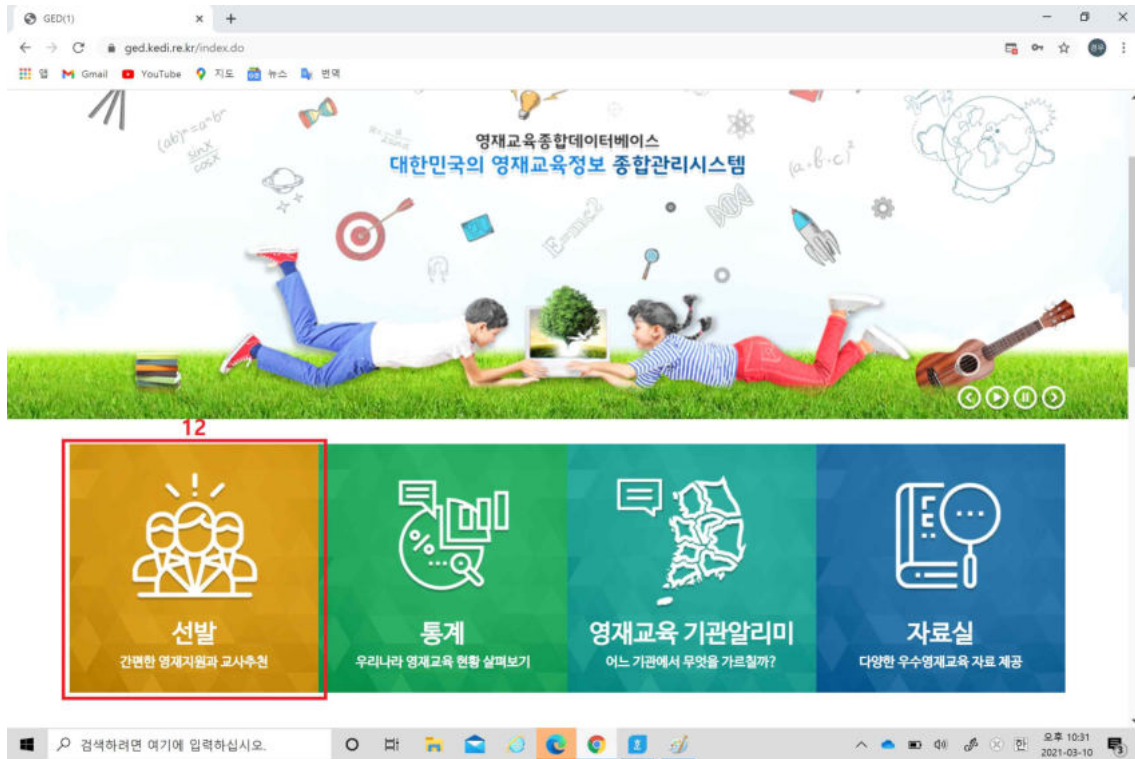 GED(1)
ged.kedi.re.kr/index.do
앱 Gmail YouTube 지도 뉴스 번역
(ab)ⁿ=aⁿbⁿ
sinx
cosx
영재교육종합데이터베이스
대한민국의 영재교육정보 종합관리시스템
(a·b·c)²
E=mc2
12
선발
간편한 영재지원과 교사추천
통계
우리나라 영재교육 현황 살펴보기
영재교육 기관알리미
어느 기관에서 무엇을 가르칠까?
자료실
다양한 우수영재교육 자료 제공
검색하려면 여기에 입력하십시오.
한
오후 10:31
2021-03-10
3